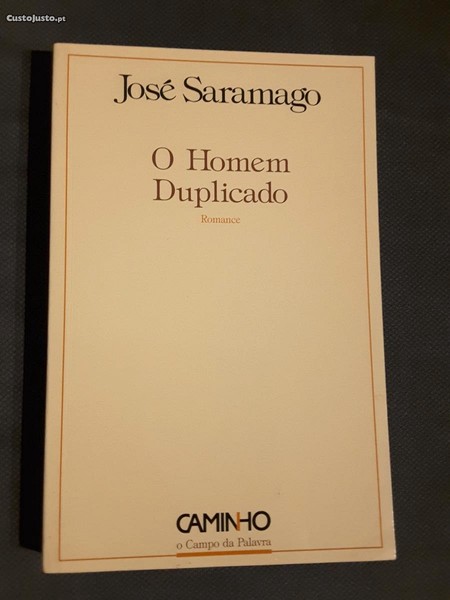 CustoJusto.pt
José Saramago
O Homem
Duplicado
Romance
CAMINHO
o Campo da Palavra